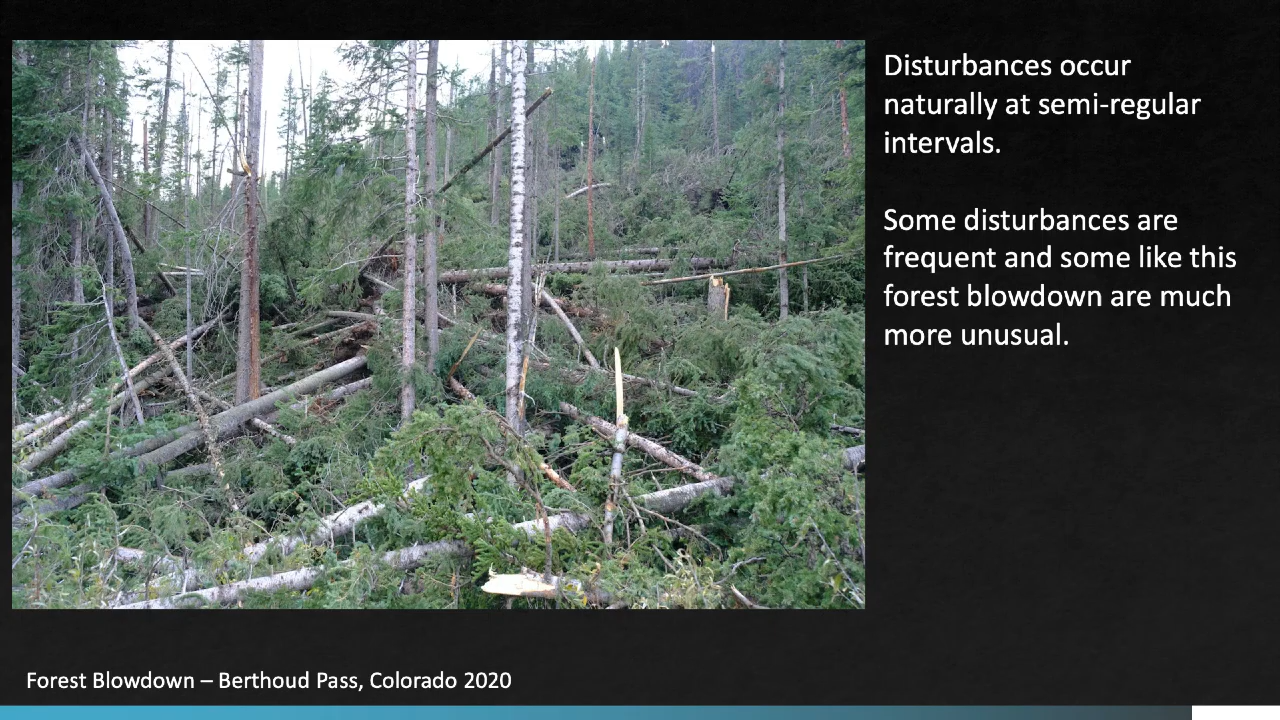 Disturbances occur
naturally at semi-regular
intervals.
Some disturbances are
frequent and some like this
forest blowdown are much
more unusual.
Forest Blowdown – Berthoud Pass, Colorado 2020